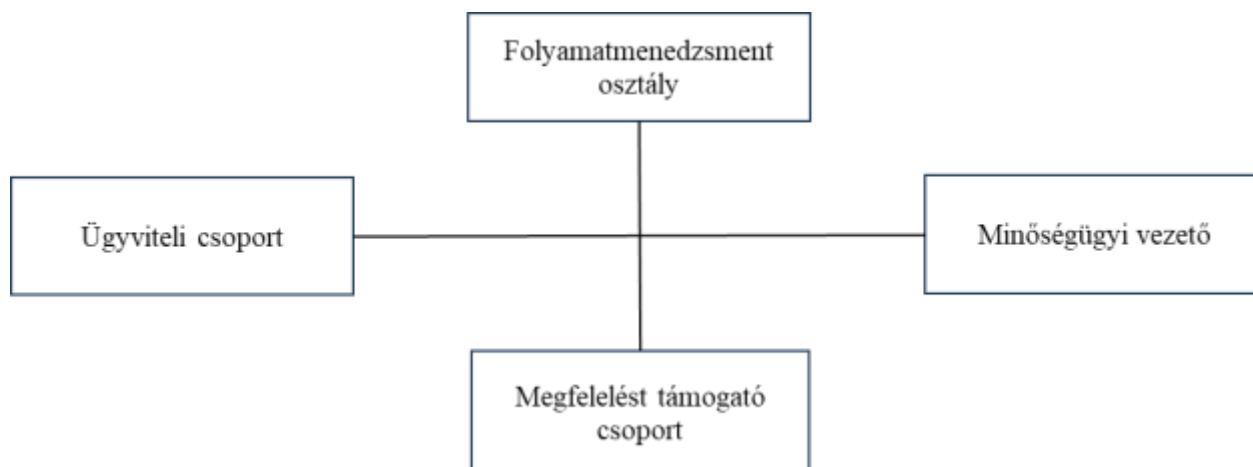 Folyamatmenedzsment
osztály
Ügyviteli csoport
Minőségügyi vezető
Megfelelést támogató
csoport